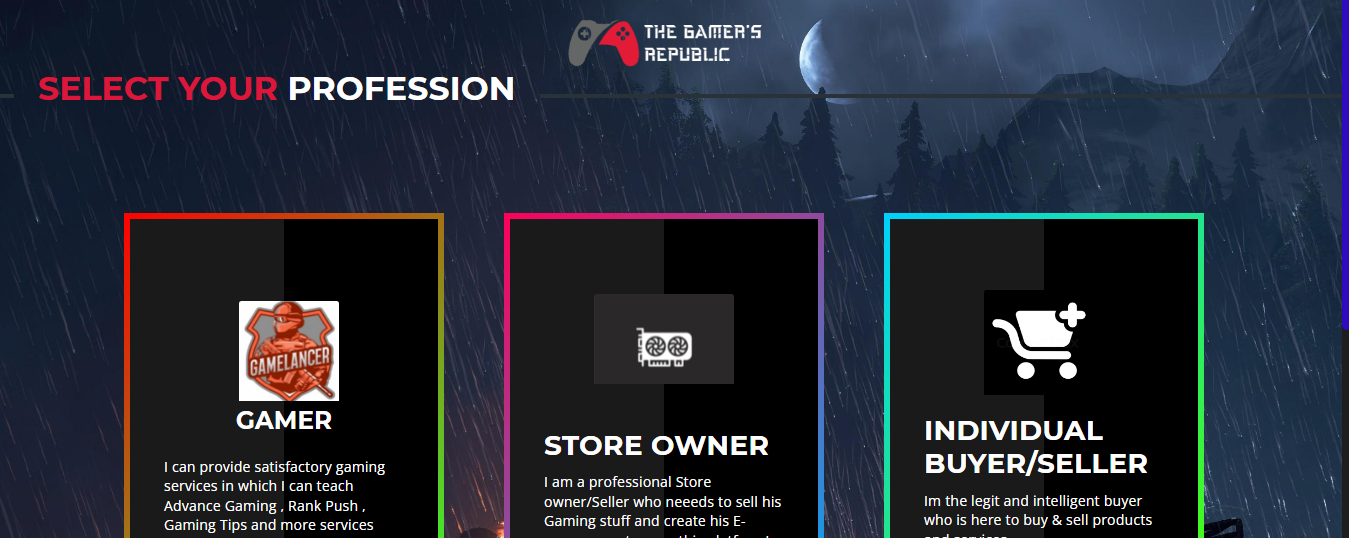 THE GAMER'S
REPUBLIC
SELECT YOUR PROFESSION
GAMELANCER
GAMER
I can provide satisfactory gaming
services in which I can teach
Advance Gaming , Rank Push ,
Gaming Tips and more services
STORE OWNER
I am a professional Store
owner/Seller who neeeds to sell his
Gaming stuff and create his E-
INDIVIDUAL
BUYER/SELLER
Im the legit and intelligent buyer
who is here to buy & sell products
and services